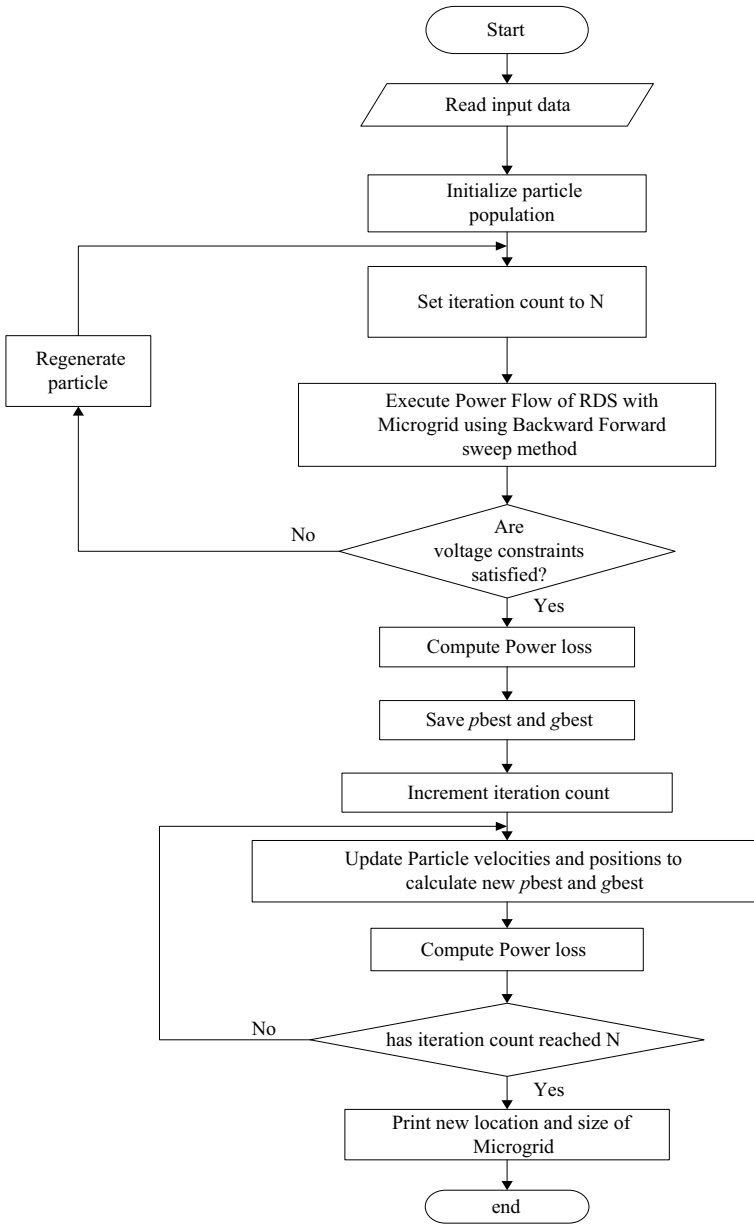 Start
Read input data
Initialize particle
population
Set iteration count to N
Regenerate
particle
Execute Power Flow of RDS with
Microgrid using Backward Forward
sweep method
No
Are
voltage constraints
satisfied?
Yes
Compute Power loss
Save pbest and gbest
Increment iteration count
Update Particle velocities and positions to
calculate new pbest and gbest
Compute Power loss
No
has iteration count reached N
Yes
Print new location and size of
Microgrid
end